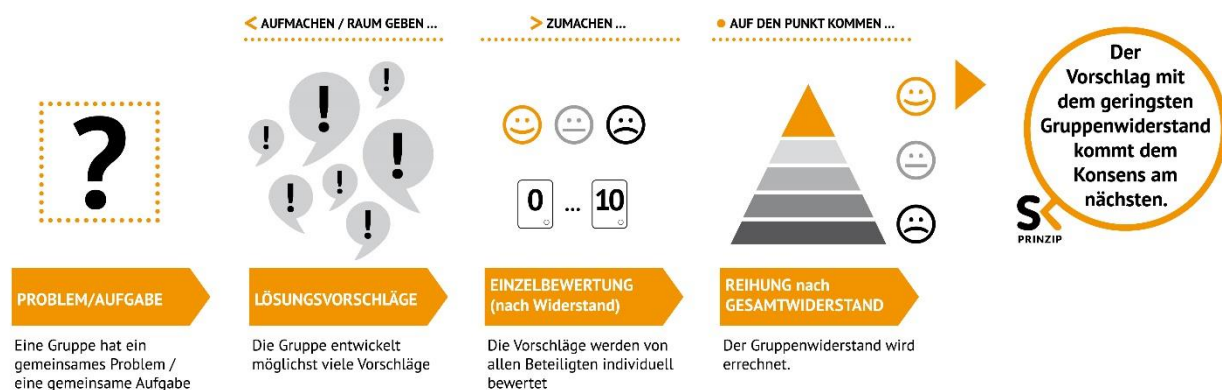 < AUFMACHEN / RAUM GEBEN ...
> ZUMACHEN ...
• AUF DEN PUNKT KOMMEN ...
?
! ! ! ! ! ! ! !
0 ... 10
Der
Vorschlag mit
dem geringsten
Gruppenwiderstand
kommt dem
Konsens am
nächsten.
SK
PRINZIP
PROBLEM/AUFGABE
Eine Gruppe hat ein
gemeinsames Problem /
eine gemeinsame Aufgabe
LÖSUNGSVORSCHLÄGE
Die Gruppe entwickelt
möglichst viele Vorschläge
EINZELBEWERTUNG
(nach Widerstand)
Die Vorschläge werden von
allen Beteiligten individuell
bewertet
REIHUNG nach
GESAMTWIDERSTAND
Der Gruppenwiderstand wird
errechnet.